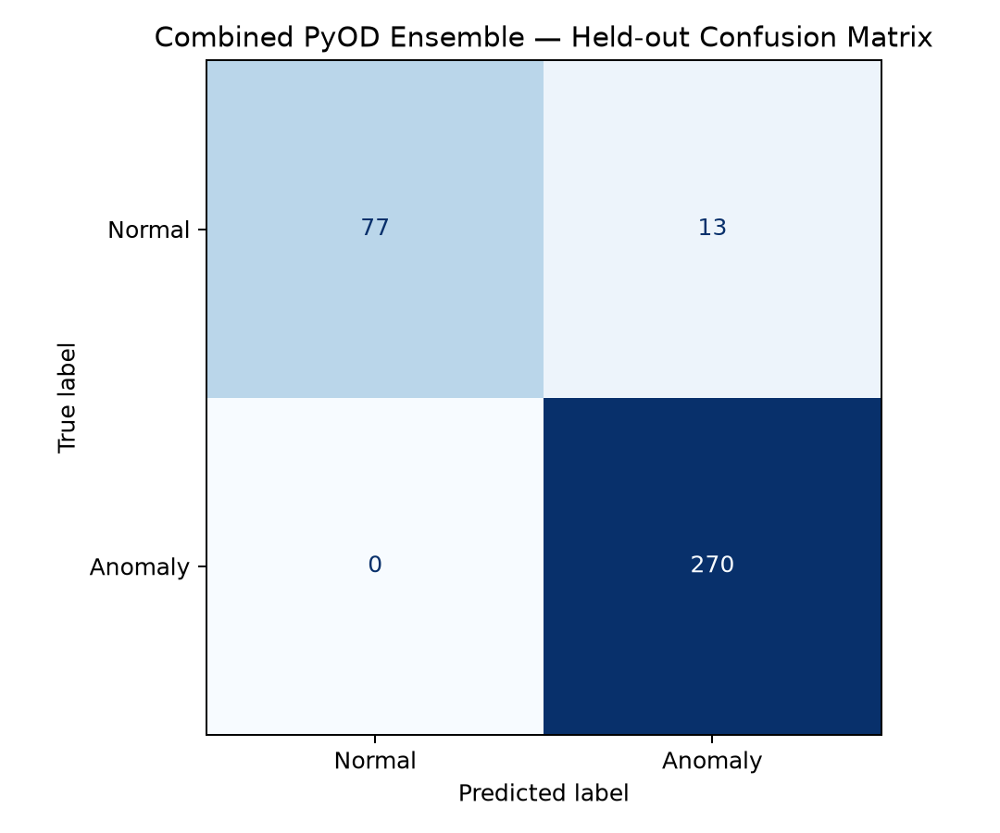 Combined PyOD Ensemble — Held-out Confusion Matrix
True label
Normal
77
13
Anomaly
0
270
Normal
Anomaly
Predicted label